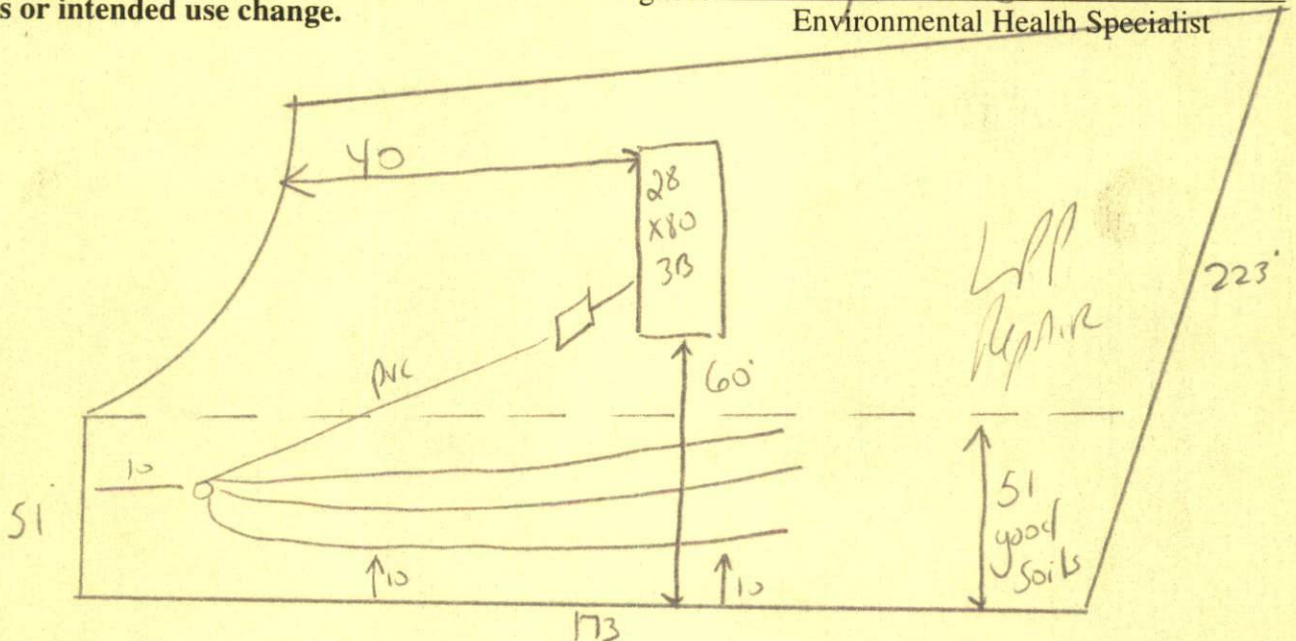 s or intended use change.
Environmental Health Specialist
40
28
x80
3B
LPP
Repair
223'
PVC
60'
10
51'
51
good
soils
10
10
173